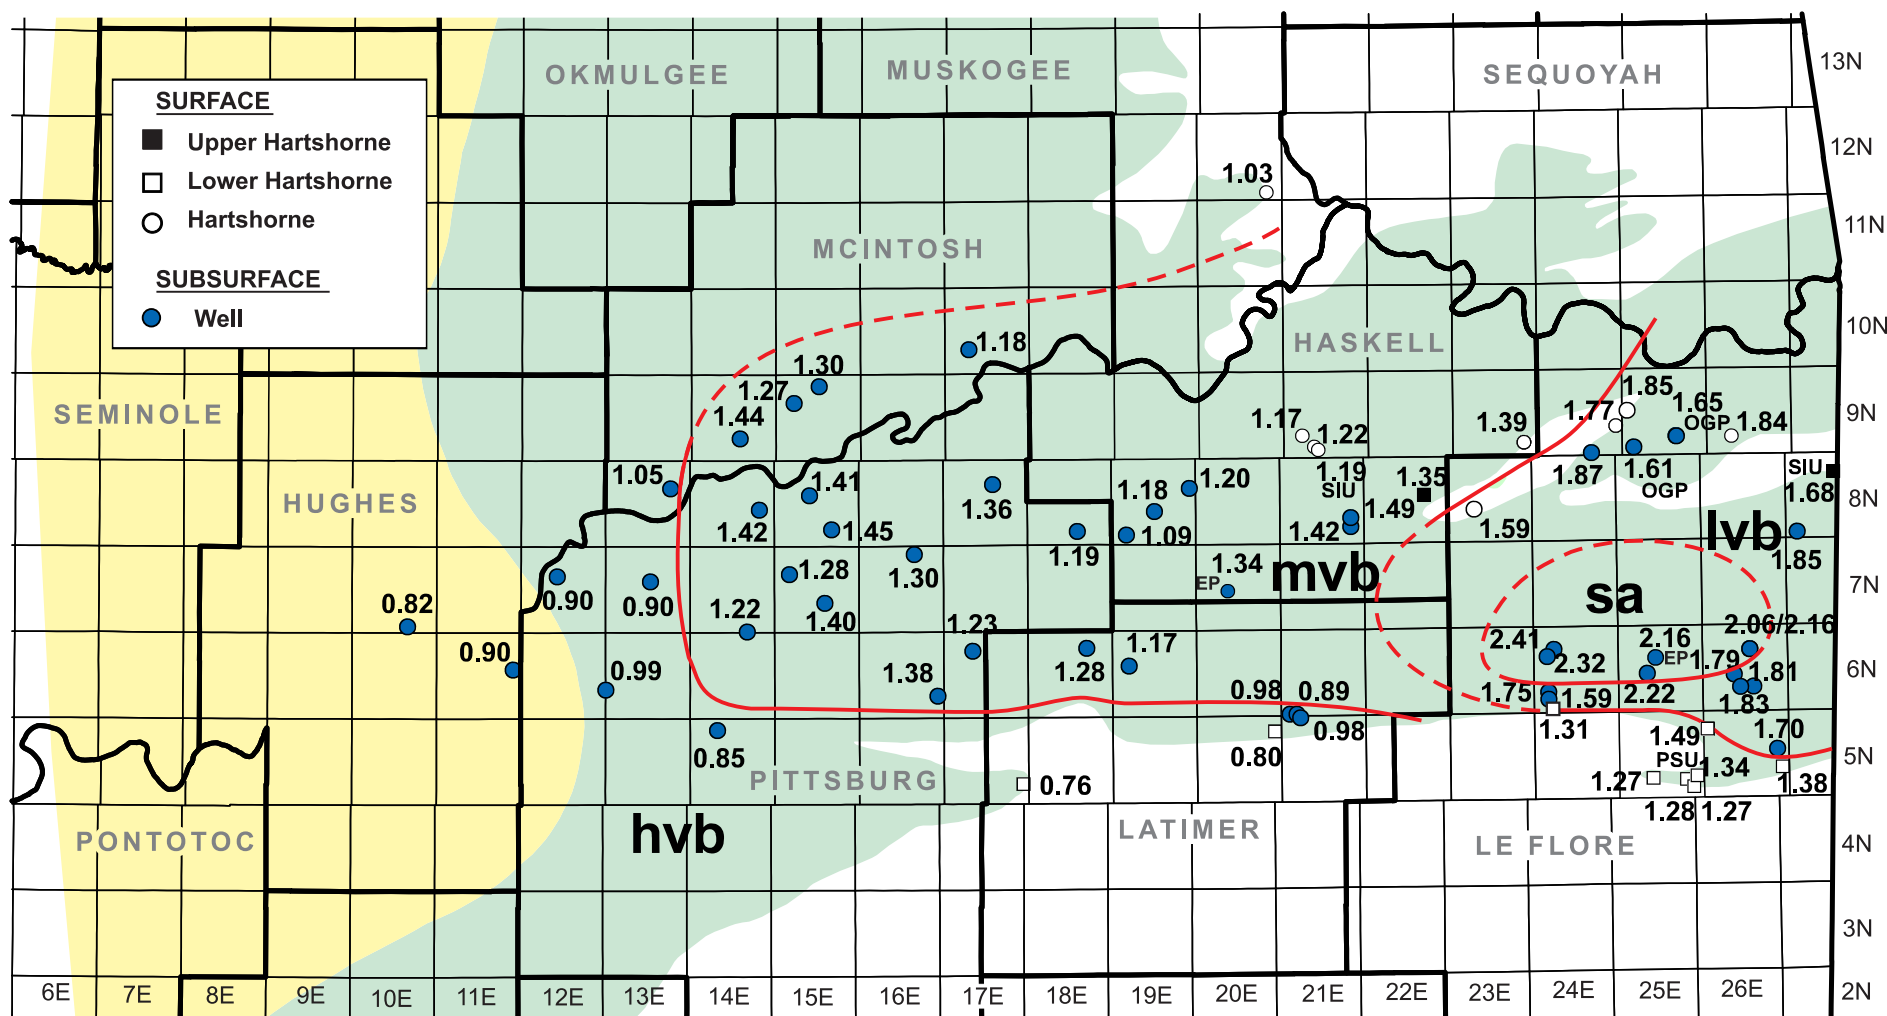 OKMULGEE
MUSKOGEE
SEQUOYAH
13N
SURFACE
Upper Hartshorne
Lower Hartshorne
Hartshorne
SUBSURFACE
Well
12N
1.03
11N
MCINTOSH
10N
HASKELL
1.18
1.30
1.27
1.44
SEMINOLE
1.85
1.77
1.65
OGP
1.84
9N
1.17
1.22
1.39
1.05
1.41
1.36
1.18
1.20
1.19
SIU
1.35
1.87
1.61
OGP
SIU
1.68
8N
HUGHES
1.42
1.45
1.19
1.09
1.42
1.49
1.59
lvb
1.85
0.90
0.90
1.28
1.30
1.34
EP
mvb
sa
7N
0.82
1.22
1.40
1.23
2.06/2.16
0.90
0.99
1.38
1.28
1.17
2.41
2.32
2.16
EP
1.79
1.81
6N
0.98
0.89
1.75
1.59
2.22
1.83
0.85
0.98
1.31
1.49
1.70
5N
PITTSBURG
0.76
0.80
PSU
1.27
1.34
1.38
1.28
1.27
PONTOTOC
hvb
LATIMER
LE FLORE
4N
3N
6E
7E
8E
9E
10E
11E
12E
13E
14E
15E
16E
17E
18E
19E
20E
21E
22E
23E
24E
25E
26E
2N